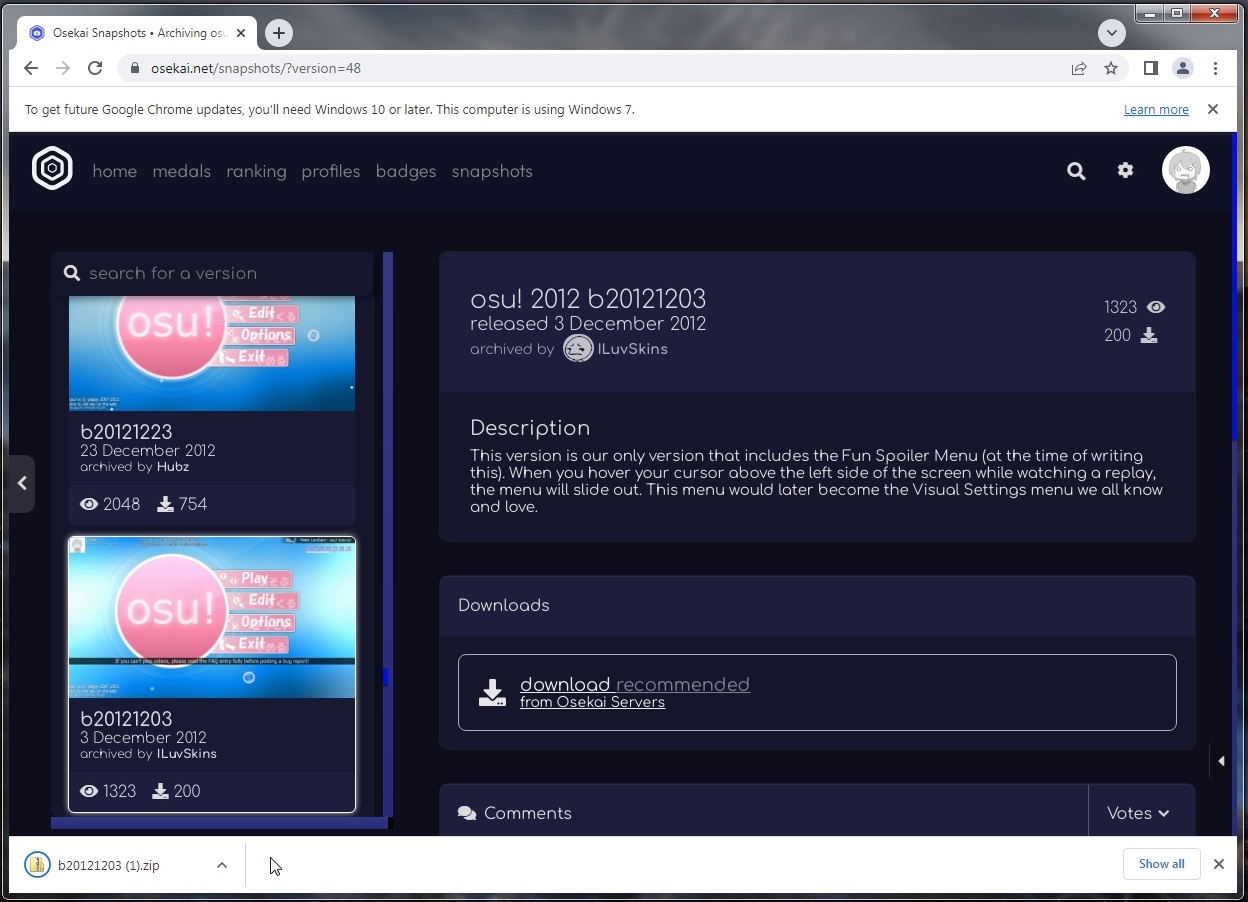 Osekai Snapshots • Archiving osu
osekai.net/snapshots/?version=48
To get future Google Chrome updates, you'll need Windows 10 or later. This computer is using Windows 7.
Learn more
home medals ranking profiles badges snapshots
search for a version
osu!
Edit
Options
Exit
b20121223
23 December 2012
archived by Hubz
2048 754
osu!
Play
Edit
Options
Exit
If you can't play videos, please read the FAQ entry fully before posting a bug report!
b20121203
3 December 2012
archived by ILuvSkins
1323 200
osu! 2012 b20121203
released 3 December 2012
archived by ILuvSkins
1323
200
Description
This version is our only version that includes the Fun Spoiler Menu (at the time of writing
this). When you hover your cursor above the left side of the screen while watching a replay,
the menu will slide out. This menu would later become the Visual Settings menu we all know
and love.
Downloads
download recommended
from Osekai Servers
Comments
Votes
b20121203 (1).zip
Show all